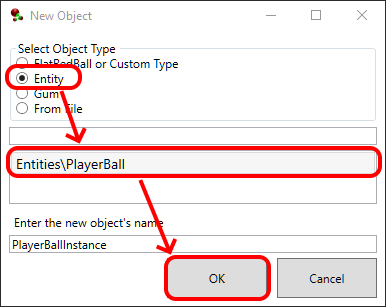 New Object
Select Object Type
FlatRedBall or Custom Type
Entity
Gum
From File
Entities\PlayerBall
Enter the new object's name
PlayerBallInstance
OK
Cancel